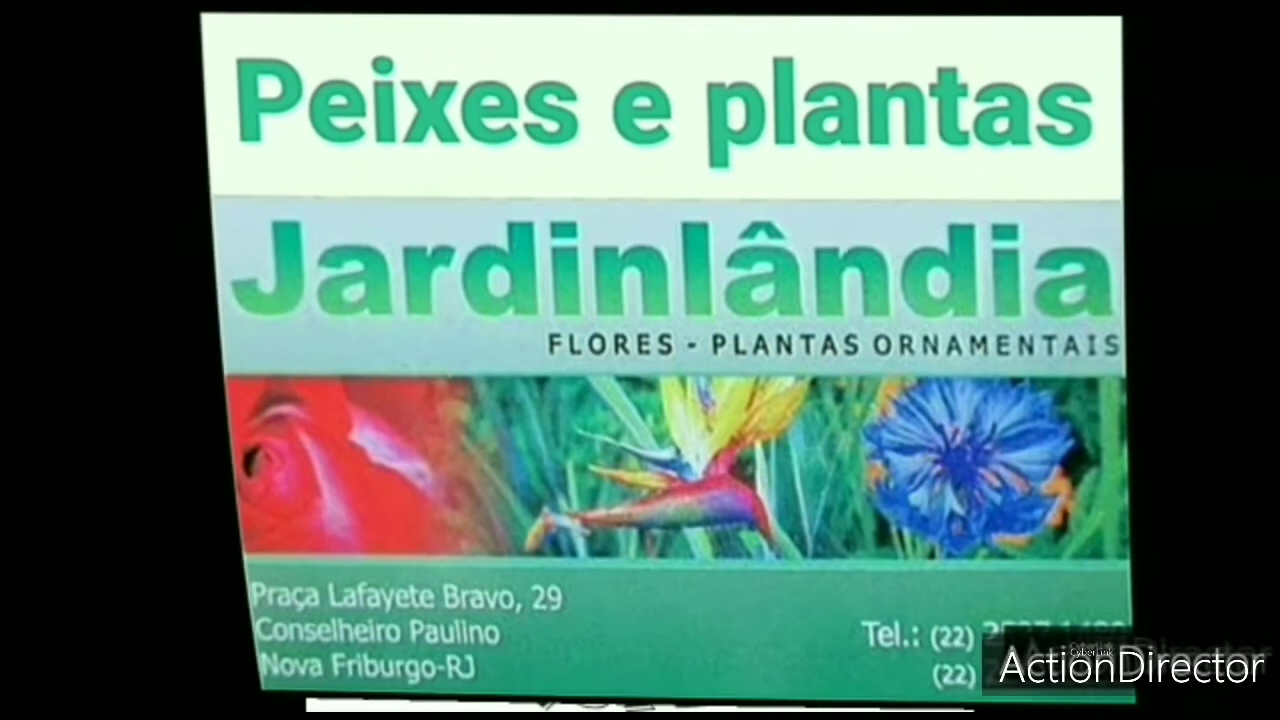 Peixes e plantas
Jardinlândia
FLORES - PLANTAS ORNAMENTAIS
Praça Lafayete Bravo, 29
Conselheiro Paulino
Nova Friburgo-RJ
Tel.: (22)
(22)
CyberLink
ActionDirector